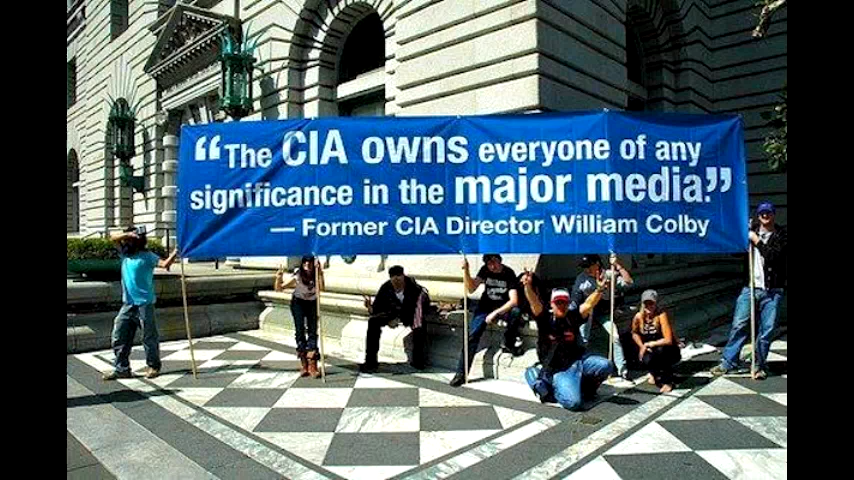 “The CIA owns everyone of any
significance in the major media.”
— Former CIA Director William Colby